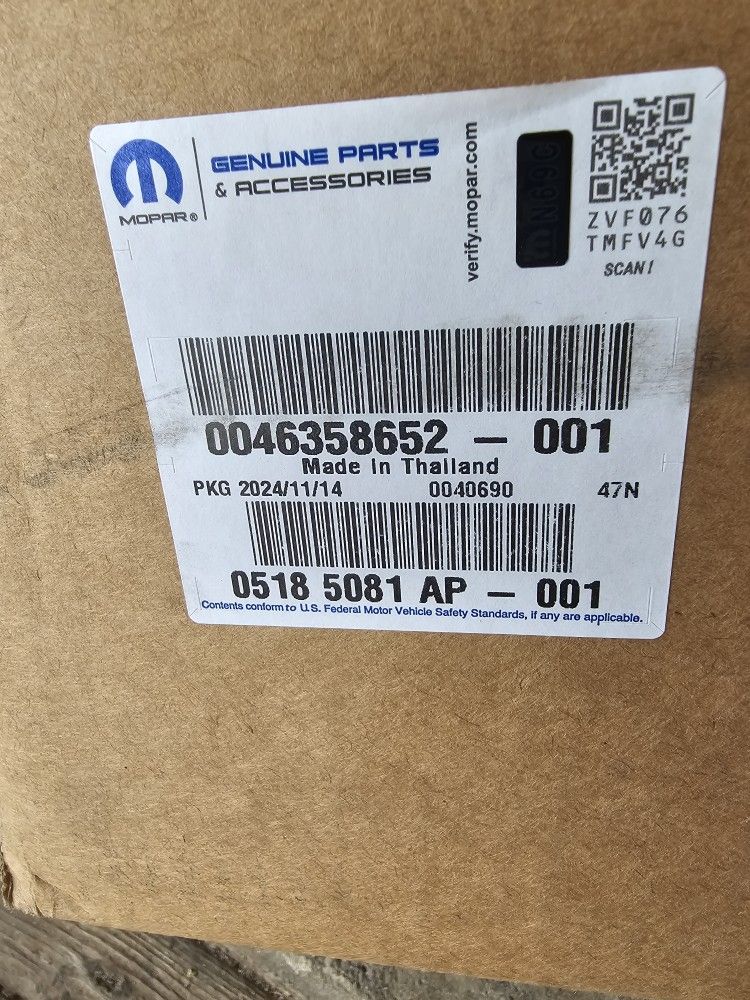 MOPAR®
GENUINE PARTS
& ACCESSORIES
verify.mopar.com
N69C
ZVF076
TMFV4G
SCAN!
0046358652 - 001
Made In Thailand
PKG 2024/11/14 0040690 47N
0518 5081 AP - 001
Contents conform to U.S. Federal Motor Vehicle Safety Standards, if any are applicable.